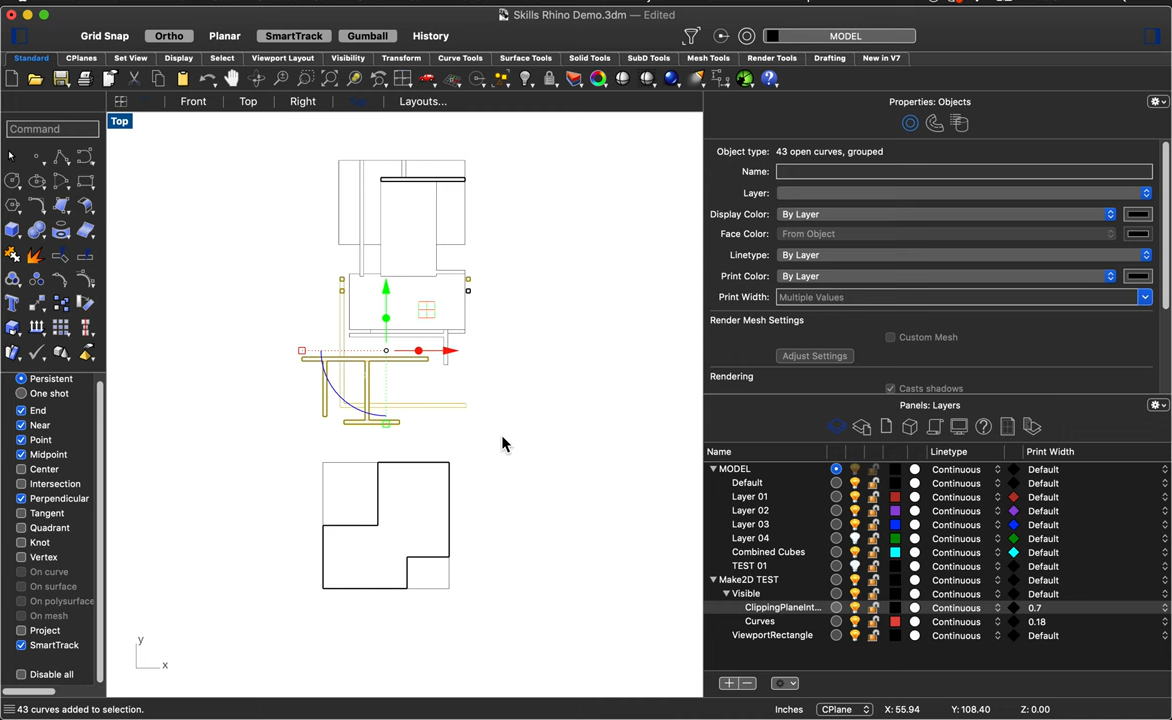 Skills Rhino Demo.3dm — Edited
Grid Snap Ortho Planar SmartTrack Gumball History MODEL
Standard CPlanes Set View Display Select Viewport Layout Visibility Transform Curve Tools Surface Tools Solid Tools SubD Tools Mesh Tools Render Tools Drafting New in V7
Front Top Right Layouts...
Top
Command
Persistent
One shot
End
Near
Point
Midpoint
Center
Intersection
Perpendicular
Tangent
Quadrant
Knot
Vertex
On curve
On surface
On polysurface
On mesh
Project
SmartTrack
Disable all
y
x
Properties: Objects
Object type: 43 open curves, grouped
Name:
Layer:
Display Color: By Layer
Face Color: From Object
Linetype: By Layer
Print Color: By Layer
Print Width: Multiple Values
Render Mesh Settings
Custom Mesh
Adjust Settings
Rendering
Casts shadows
Panels: Layers
Name Linetype Print Width
MODEL Continuous Default
Default Continuous Default
Layer 01 Continuous Default
Layer 02 Continuous Default
Layer 03 Continuous Default
Layer 04 Continuous Default
Combined Cubes Continuous Default
TEST 01 Continuous Default
Make2D TEST Continuous Default
Visible Continuous Default
ClippingPlaneInt... Continuous 0.7
Curves Continuous 0.18
ViewportRectangle Continuous Default
43 curves added to selection. Inches CPlane X: 55.94 Y: 108.40 Z: 0.00